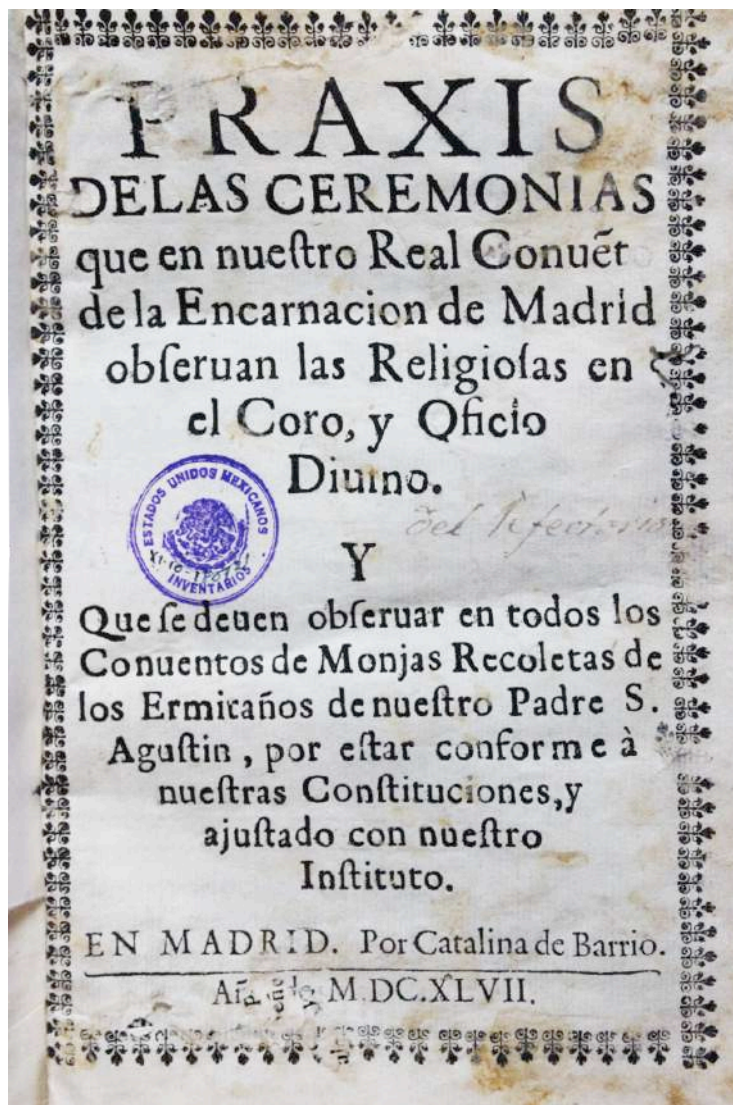 PRAXIS
DELAS CEREMONIAS
que en nueſtro Real Conuẽt
de la Encarnacion de Madrid
obſeruan las Religioſas en
el Coro, y Oficio
Diuino.
ESTADOS UNIDOS MEXICANOS
INVENTARIOS
del Refectorio
Y
Que ſe deuen obſeruar en todos los
Conuentos de Monjas Recoletas de
los Ermitaños de nueſtro Padre S.
Aguſtin, por eſtar conforme à
nueſtras Conſtituciones, y
ajuſtado con nueſtro
Inſtituto.
EN MADRID. Por Catalina de Barrio.
Añ M.DC.XLVII.